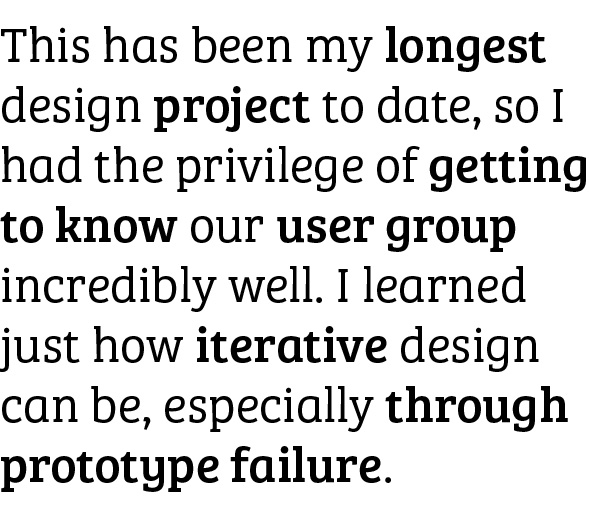 This has been my longest
design project to date, so I
had the privilege of getting
to know our user group
incredibly well. I learned
just how iterative design
can be, especially through
prototype failure.